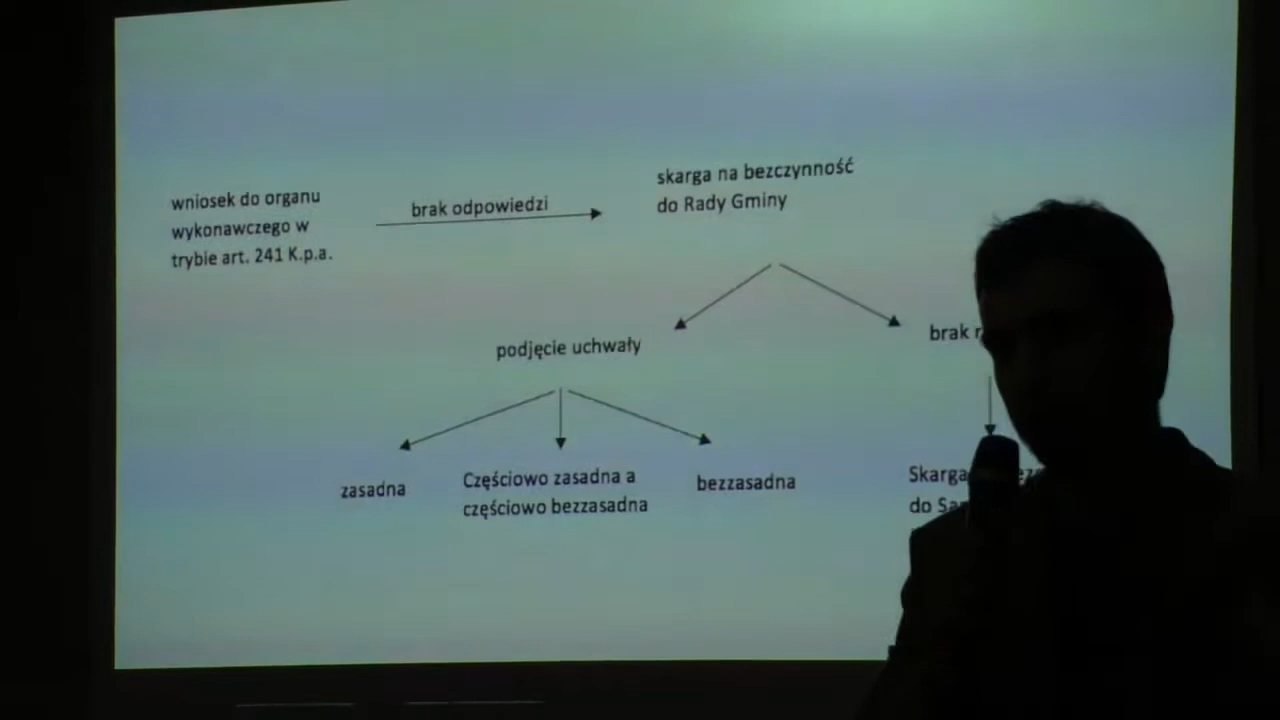 skarga na bezczynność
do Rady Gminy
wniosek do organu
wykonawczego w
trybie art. 241 K.p.a.
brak odpowiedzi
podjęcie uchwały
brak
zasadna
Częściowo zasadna a
częściowo bezzasadna
bezzasadna
Skarga
do